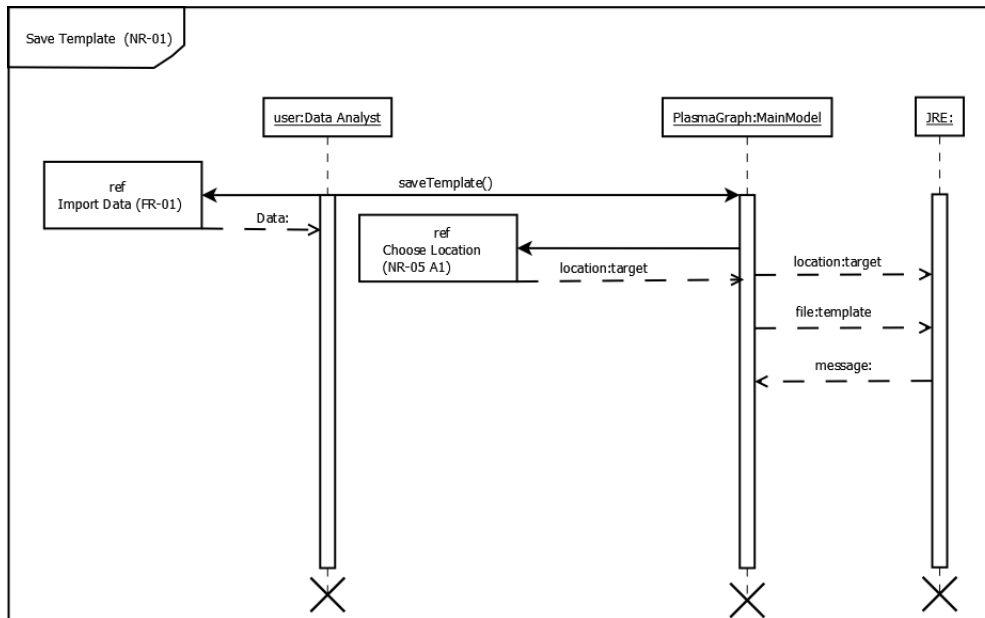 Save Template (NR-01)
user:Data Analyst
PlasmaGraph:MainModel
JRE:
ref
Import Data (FR-01)
saveTemplate()
Data:
ref
Choose Location
(NR-05 A1)
location:target
location:target
file:template
message: